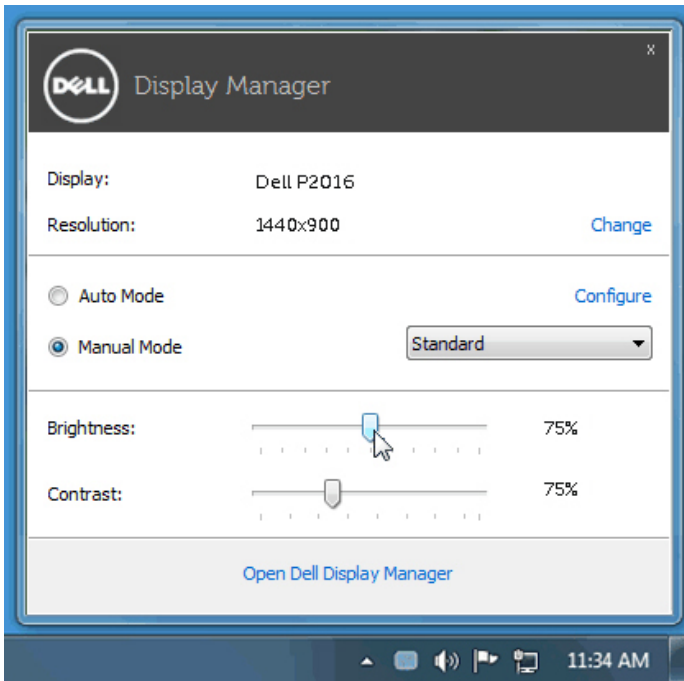 DELL Display Manager x
Display: Dell P2016
Resolution: 1440x900 Change
Auto Mode Configure
Manual Mode Standard
Brightness: 75%
Contrast: 75%
Open Dell Display Manager
11:34 AM